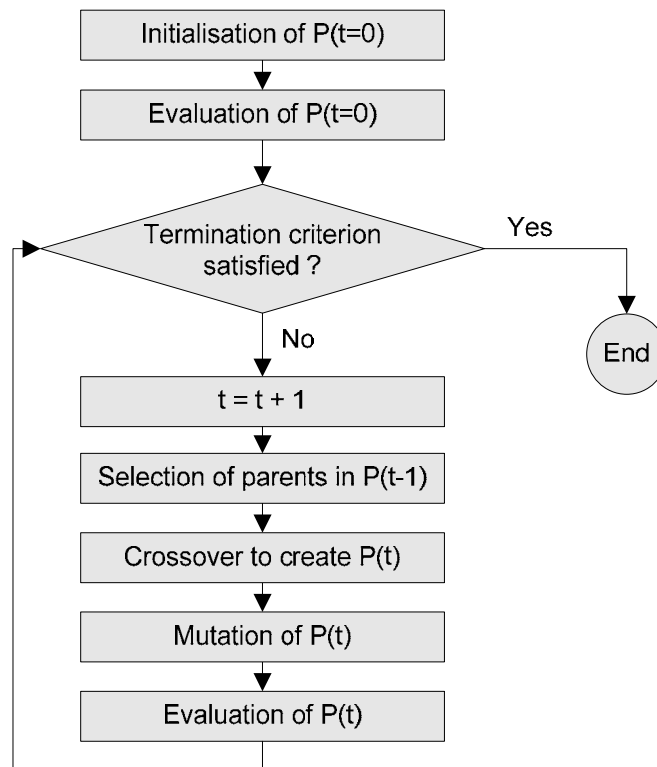 Initialisation of P(t=0)
Evaluation of P(t=0)
Termination criterion
satisfied ?
Yes
End
No
t = t + 1
Selection of parents in P(t-1)
Crossover to create P(t)
Mutation of P(t)
Evaluation of P(t)